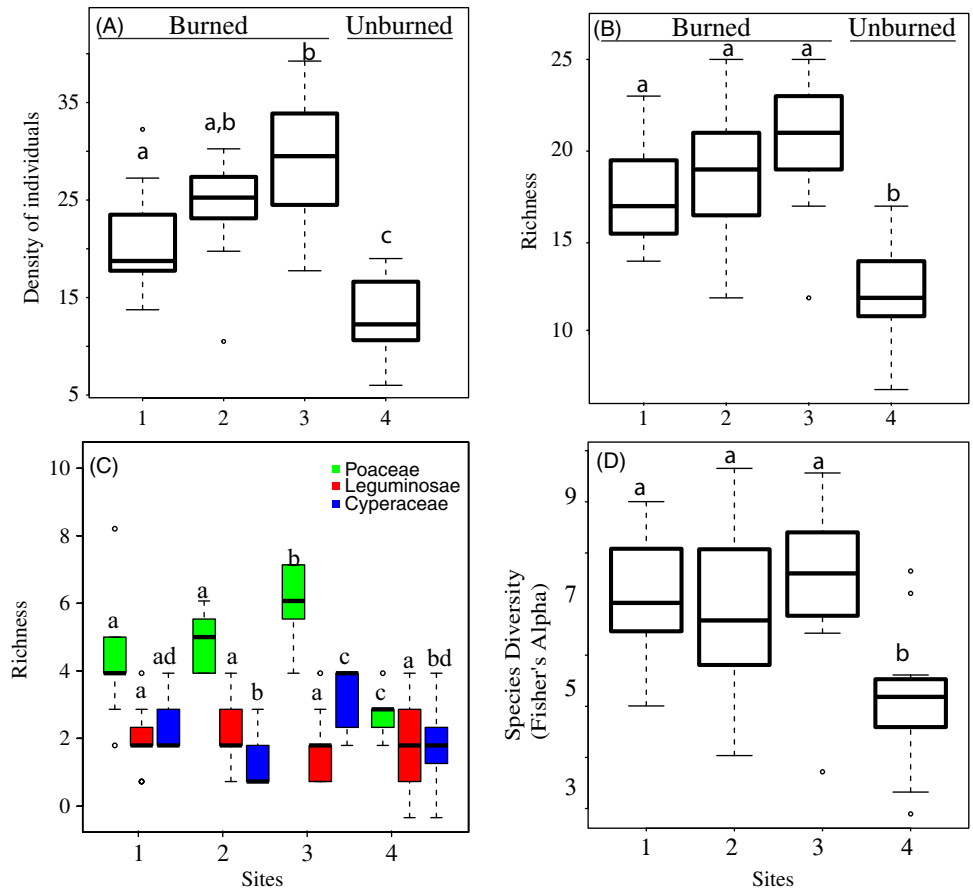 (A) Burned Unburned
b
35
a,b
a
25
c
15
5
Density of individuals
1 2 3 4
(B) Burned Unburned
25
a a
a
20
b
15
10
Richness
1 2 3 4
(C)
Poaceae
Leguminosae
Cyperaceae
10
8
6
4
2
0
Richness
a a ad
a a b
b a c
c a bd
1 2 3 4
Sites
(D)
a a a
b
9
7
5
3
Species Diversity
(Fisher's Alpha)
1 2 3 4
Sites